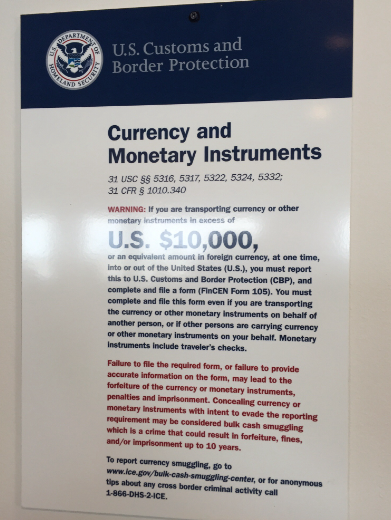 U.S. DEPARTMENT OF
HOMELAND SECURITY
U.S. Customs and
Border Protection
Currency and
Monetary Instruments
31 USC §§ 5316, 5317, 5322, 5324, 5332;
31 CFR § 1010.340
WARNING: If you are transporting currency or other
monetary instruments in excess of
U.S. $10,000,
or an equivalent amount in foreign currency, at one time,
into or out of the United States (U.S.), you must report
this to U.S. Customs and Border Protection (CBP), and
complete and file a form (FinCEN Form 105). You must
complete and file this form even if you are transporting
the currency or other monetary instruments on behalf of
another person, or if other persons are carrying currency
or other monetary instruments on your behalf. Monetary
instruments include traveler's checks.
Failure to file the required form, or failure to provide
accurate information on the form, may lead to the
forfeiture of the currency or monetary instruments,
penalties and imprisonment. Concealing currency or
monetary instruments with intent to evade the reporting
requirement may be considered bulk cash smuggling
which is a crime that could result in forfeiture, fines,
and/or imprisonment up to 10 years.
To report currency smuggling, go to
www.ice.gov/bulk-cash-smuggling-center, or for anonymous
tips about any cross border criminal activity call
1-866-DHS-2-ICE.